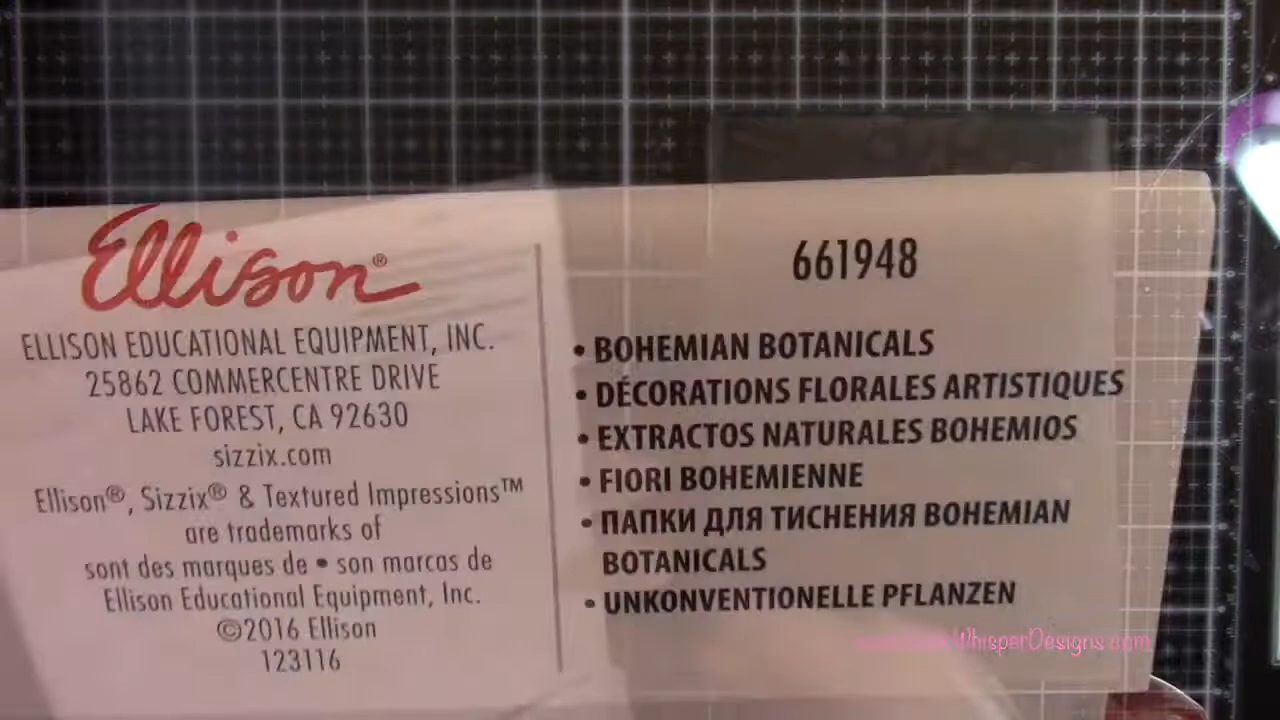 Ellison®
ELLISON EDUCATIONAL EQUIPMENT, INC.
25862 COMMERCENTRE DRIVE
LAKE FOREST, CA 92630
sizzix.com
Ellison®, Sizzix® & Textured Impressions™
are trademarks of
sont des marques de • son marcas de
Ellison Educational Equipment, Inc.
©2016 Ellison
123116
661948
• BOHEMIAN BOTANICALS
• DÉCORATIONS FLORALES ARTISTIQUES
• EXTRACTOS NATURALES BOHEMIOS
• FIORI BOHEMIENNE
• ПАПКИ ДЛЯ ТИСНЕНИЯ BOHEMIAN
BOTANICALS
• UNKONVENTIONELLE PFLANZEN
WhisperDesigns.com